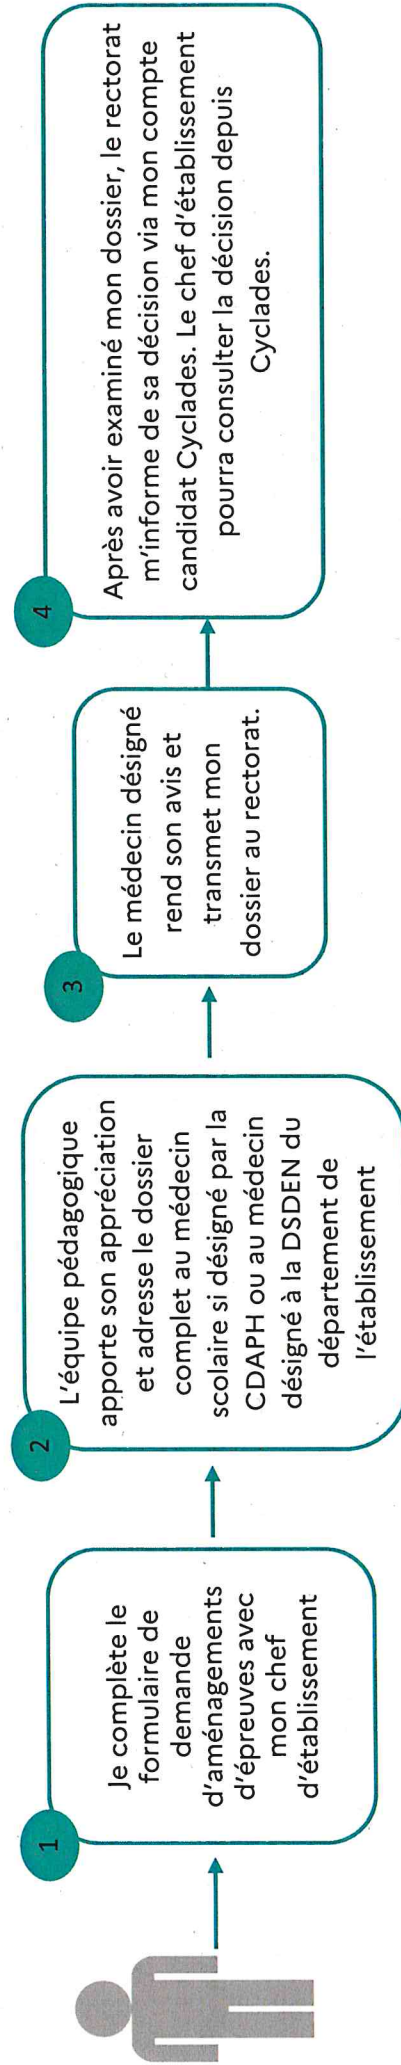 1
Je complète le
formulaire de
demande
d'aménagements
d'épreuves avec
mon chef
d'établissement
2
L'équipe pédagogique
apporte son appréciation
et adresse le dossier
complet au médecin
scolaire si désigné par la
CDAPH ou au médecin
désigné à la DSDEN du
département de
l'établissement
3
Le médecin désigné
rend son avis et
transmet mon
dossier au rectorat.
4
Après avoir examiné mon dossier, le rectorat
m'informe de sa décision via mon compte
candidat Cyclades. Le chef d'établissement
pourra consulter la décision depuis
Cyclades.